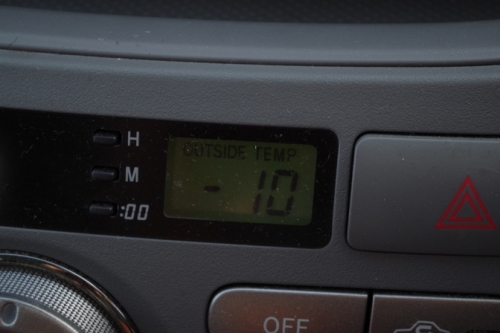 H
OUTSIDE TEMP
M
- 10
:00
OFF